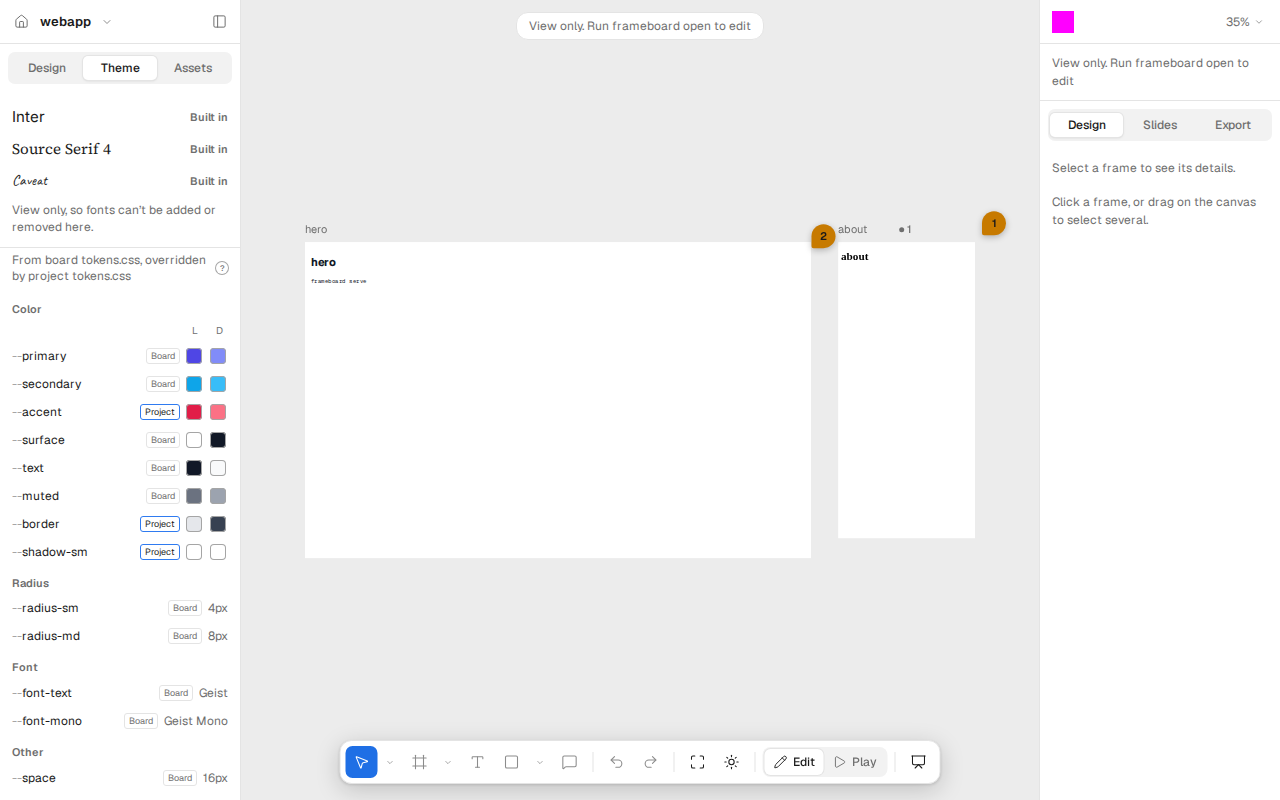 webapp
View only. Run frameboard open to edit
35%
Design Theme Assets
View only. Run frameboard open to
edit
Design Slides Export
Inter Built in
Source Serif 4 Built in
Caveat Built in
View only, so fonts can't be added or
removed here.
Select a frame to see its details.
Click a frame, or drag on the canvas
to select several.
From board tokens.css, overridden
by project tokens.css
?
hero
2
about
1
1
hero
frameboard serve
about
Color
L D
--primary Board
--secondary Board
--accent Project
--surface Board
--text Board
--muted Board
--border Project
--shadow-sm Project
Radius
--radius-sm Board 4px
--radius-md Board 8px
Font
--font-text Board Geist
--font-mono Board Geist Mono
Other
--space Board 16px
Edit Play